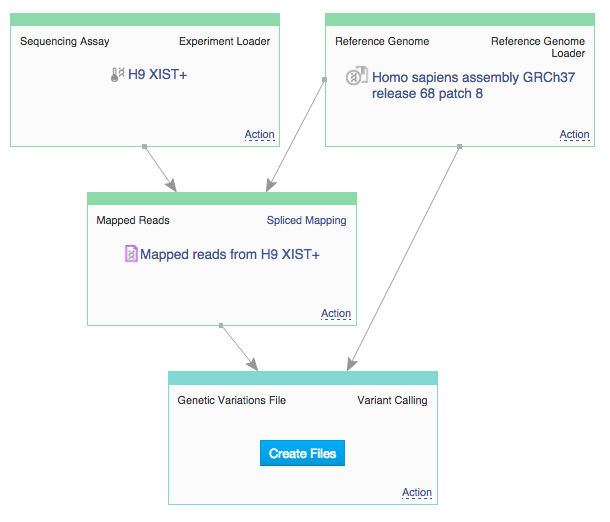 Sequencing Assay
Experiment Loader
H9 XIST+
Action
Reference Genome
Reference Genome
Loader
Homo sapiens assembly GRCh37
release 68 patch 8
Action
Mapped Reads
Spliced Mapping
Mapped reads from H9 XIST+
Action
Genetic Variations File
Variant Calling
Create Files
Action